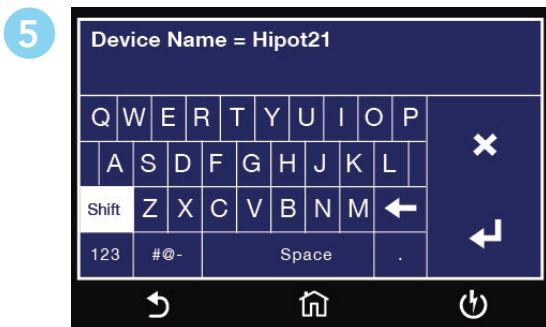 5
Device Name = Hipot21
Q W E R T Y U I O P
A S D F G H J K L
Shift Z X C V B N M
123 #@- Space .